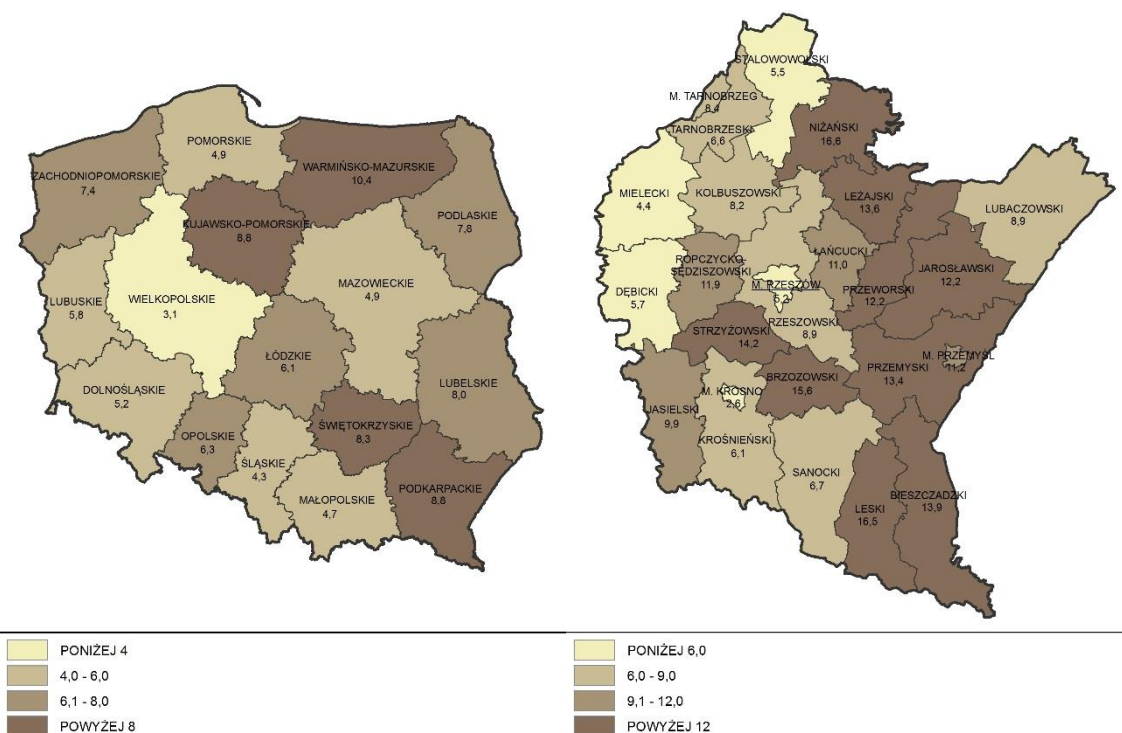 POMORSKIE
4,9
WARMIŃSKO-MAZURSKIE
10,4
ZACHODNIOPOMORSKIE
7,4
PODLASKIE
7,8
KUJAWSKO-POMORSKIE
8,8
MAZOWIECKIE
4,9
WIELKOPOLSKIE
3,1
LUBUSKIE
5,8
ŁÓDZKIE
6,1
DOLNOŚLĄSKIE
5,2
LUBELSKIE
8,0
OPOLSKIE
6,3
ŚWIĘTOKRZYSKIE
8,3
ŚLĄSKIE
4,3
MAŁOPOLSKIE
4,7
PODKARPACKIE
8,8
PONIŻEJ 4
4,0 - 6,0
6,1 - 8,0
POWYŻEJ 8
STALOWOWOLSKI
5,5
M. TARNOBRZEG
8,4
TARNOBRZESKI
6,6
NIŻAŃSKI
16,6
MIELECKI
4,4
KOLBUSZOWSKI
8,2
LEŻAJSKI
13,6
LUBACZOWSKI
8,9
ROPCZYCKO-
SĘDZISZOWSKI
11,9
ŁAŃCUCKI
11,0
JAROSŁAWSKI
12,2
DĘBICKI
5,7
M. RZESZÓW
5,2
PRZEWORSKI
12,2
RZESZOWSKI
8,9
STRZYŻOWSKI
14,2
M. PRZEMYŚL
11,2
PRZEMYSKI
13,4
BRZOZOWSKI
15,6
M. KROSNO
2,6
JASIELSKI
9,9
KROŚNIEŃSKI
6,1
SANOCKI
6,7
LESKI
16,5
BIESZCZADZKI
13,9
PONIŻEJ 6,0
6,0 - 9,0
9,1 - 12,0
POWYŻEJ 12